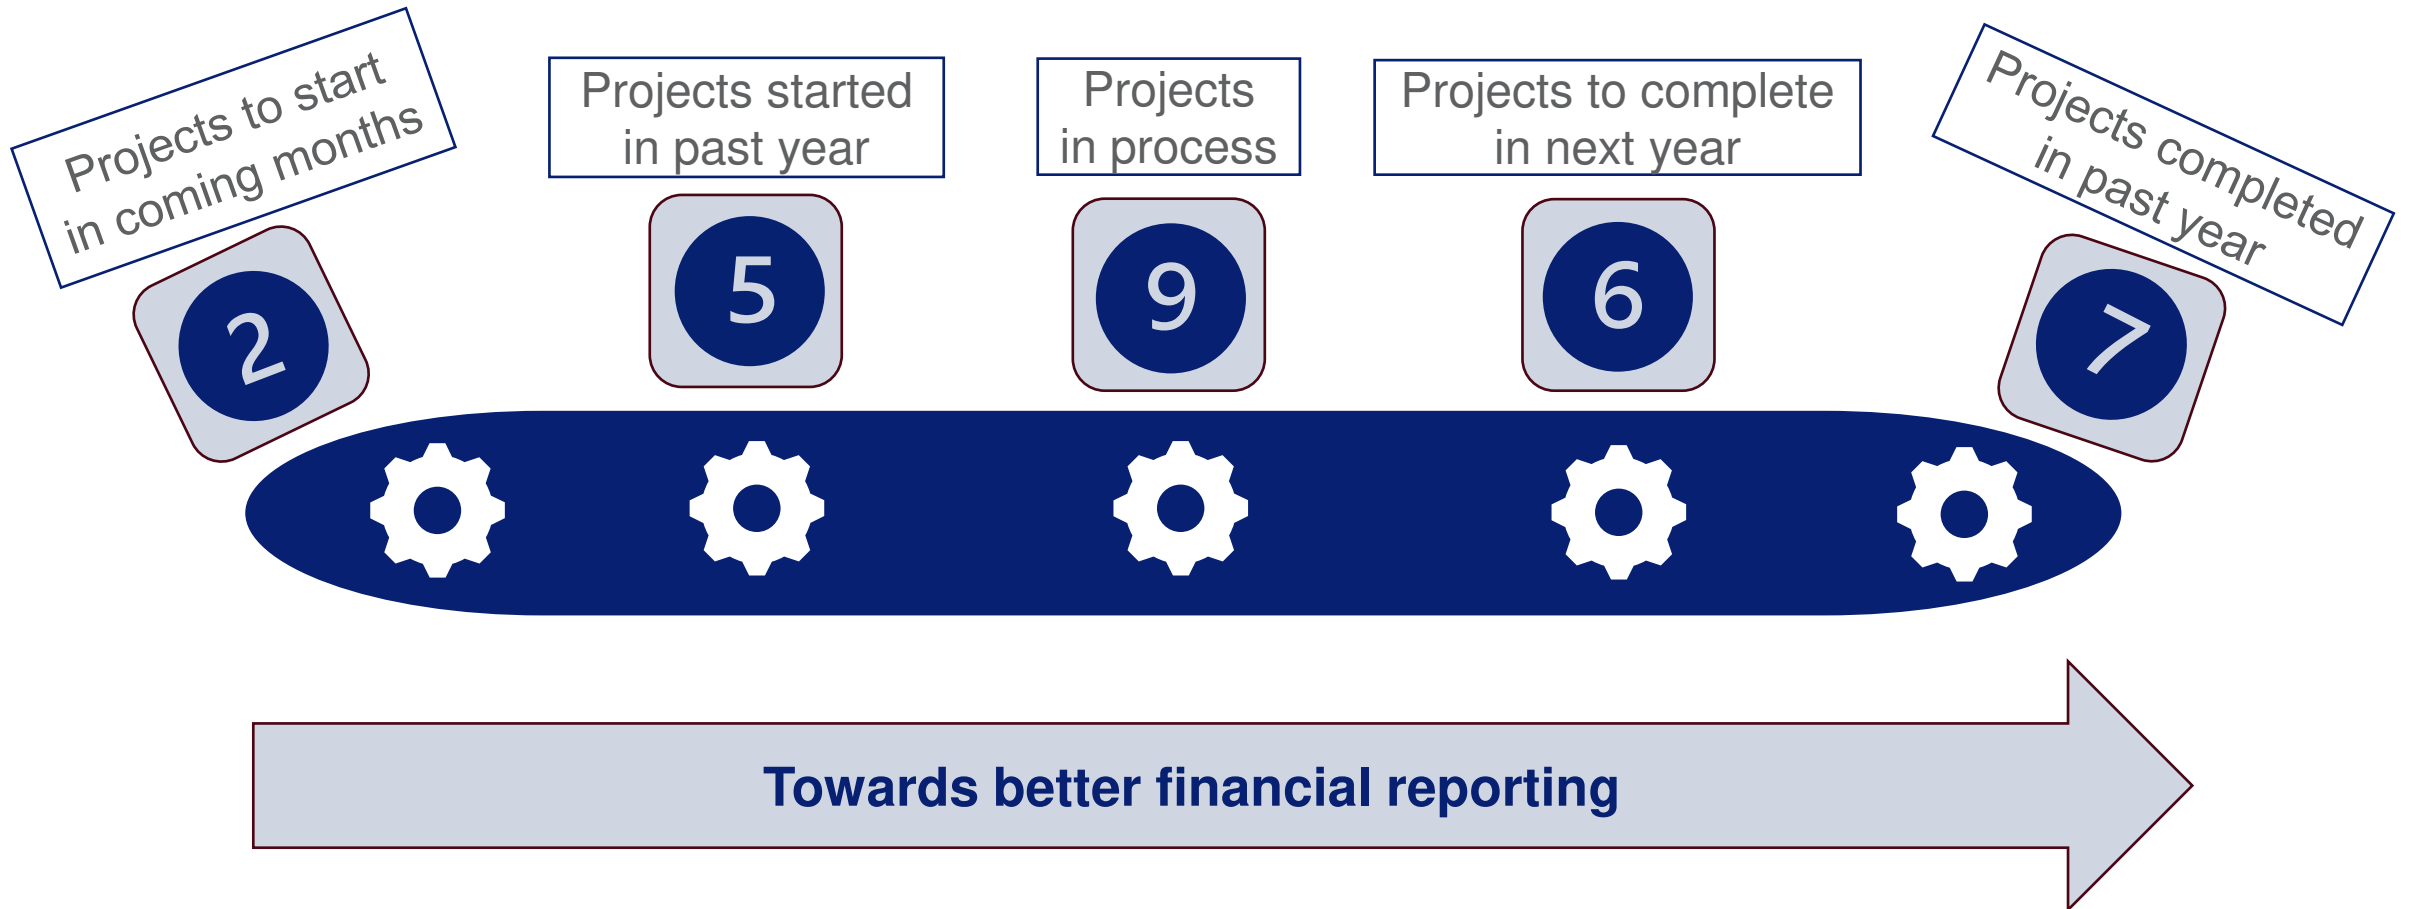 Projects to start
in coming months
2
Projects started
in past year
5
Projects
in process
9
Projects to complete
in next year
6
Projects completed
in past year
7
Towards better financial reporting